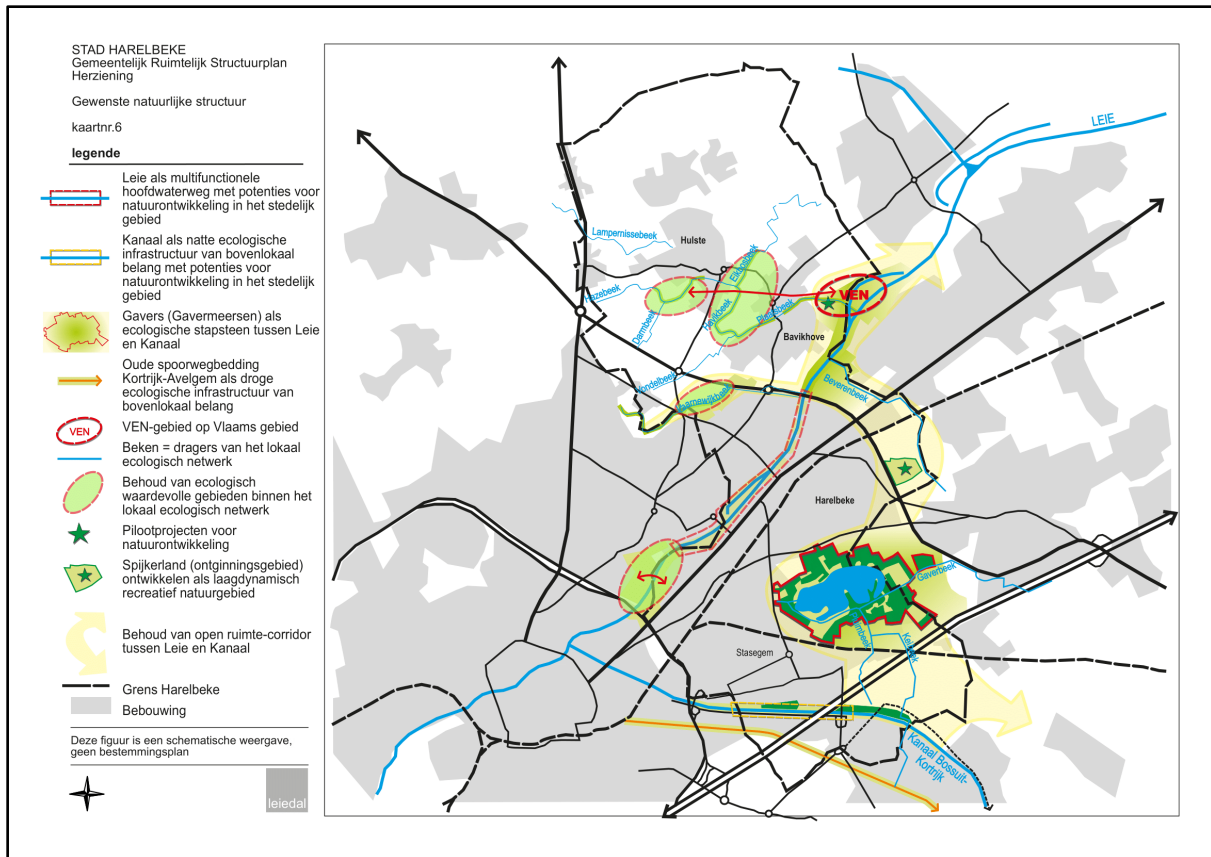 STAD HARELBEKE
Gemeentelijk Ruimtelijk Structuurplan
Herziening
Gewenste natuurlijke structuur
kaartnr.6
legende
Leie als multifunctionele
hoofdwaterweg met potenties voor
natuurontwikkeling in het stedelijk
gebied
Kanaal als natte ecologische
infrastructuur van bovenlokaal
belang met potenties voor
natuurontwikkeling in het stedelijk
gebied
Gavers (Gavermeersen) als
ecologische stapsteen tussen Leie
en Kanaal
Oude spoorwegbedding
Kortrijk-Avelgem als droge
ecologische infrastructuur van
bovenlokaal belang
VEN
VEN-gebied op Vlaams gebied
Beken = dragers van het lokaal
ecologisch netwerk
Behoud van ecologisch
waardevolle gebieden binnen het
lokaal ecologisch netwerk
Pilootprojecten voor
natuurontwikkeling
Spijkerland (ontginningsgebied)
ontwikkelen als laagdynamisch
recreatief natuurgebied
Behoud van open ruimte-corridor
tussen Leie en Kanaal
Grens Harelbeke
Bebouwing
Deze figuur is een schematische weergave,
geen bestemmingsplan
leiedal
LEIE
Lampernissebeek
Hulste
Eikbosbeek
Hazebeek
VEN
Havikbeek
Plaatsbeek
Darmbeek
Bavikhove
Beverenbeek
Harelbeke
Gaverbeek
Stasegem
Kanaal Bossuit-
Kortrijk